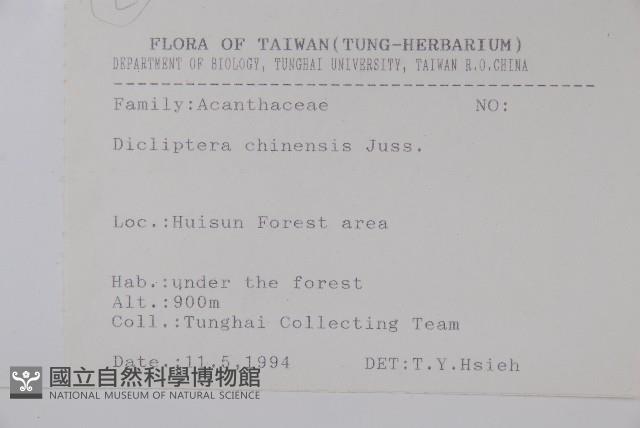 FLORA OF TAIWAN(TUNG-HERBARIUM)
DEPARTMENT OF BIOLOGY, TUNGHAI UNIVERSITY, TAIWAN R.O.CHINA
Family:Acanthaceae NO:
Dicliptera chinensis Juss.
Loc.:Huisun Forest area
Hab.:under the forest
Alt.:900m
Coll.:Tunghai Collecting Team
Date.:11.5.1994 DET:T.Y.Hsieh
國立自然科學博物館
NATIONAL MUSEUM OF NATURAL SCIENCE